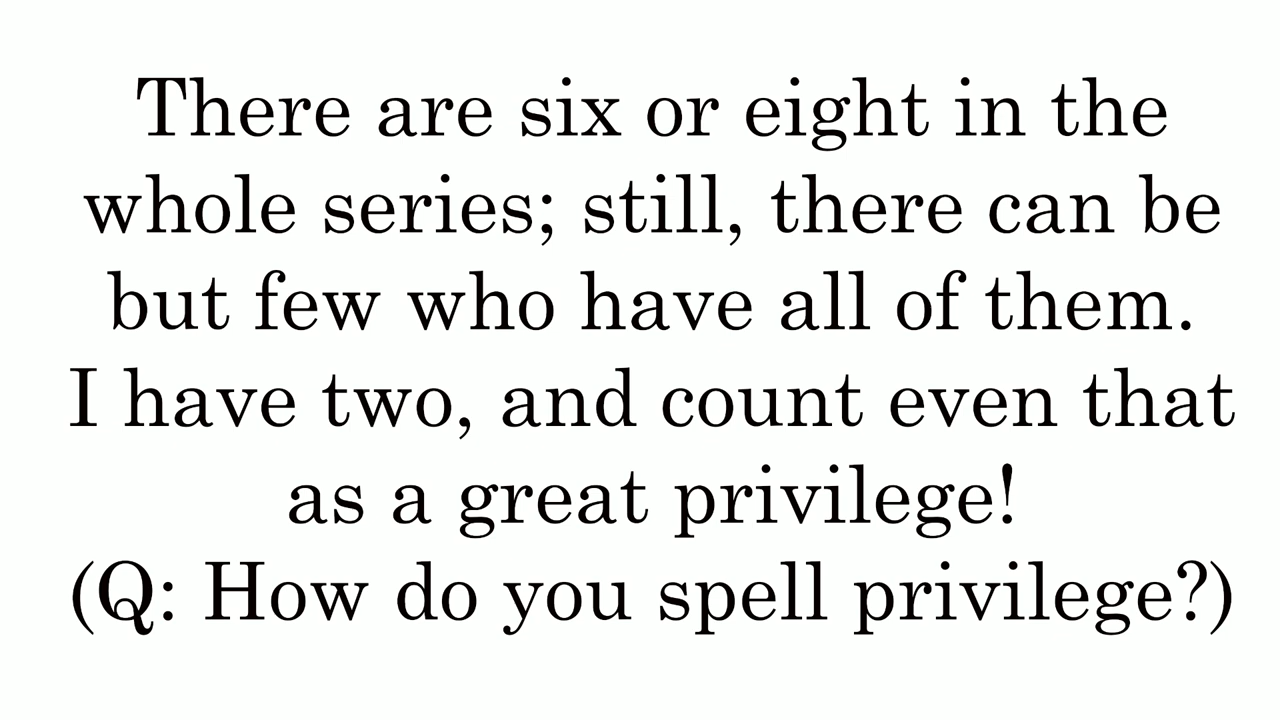 There are six or eight in the
whole series; still, there can be
but few who have all of them.
I have two, and count even that
as a great privilege!
(Q: How do you spell privilege?)